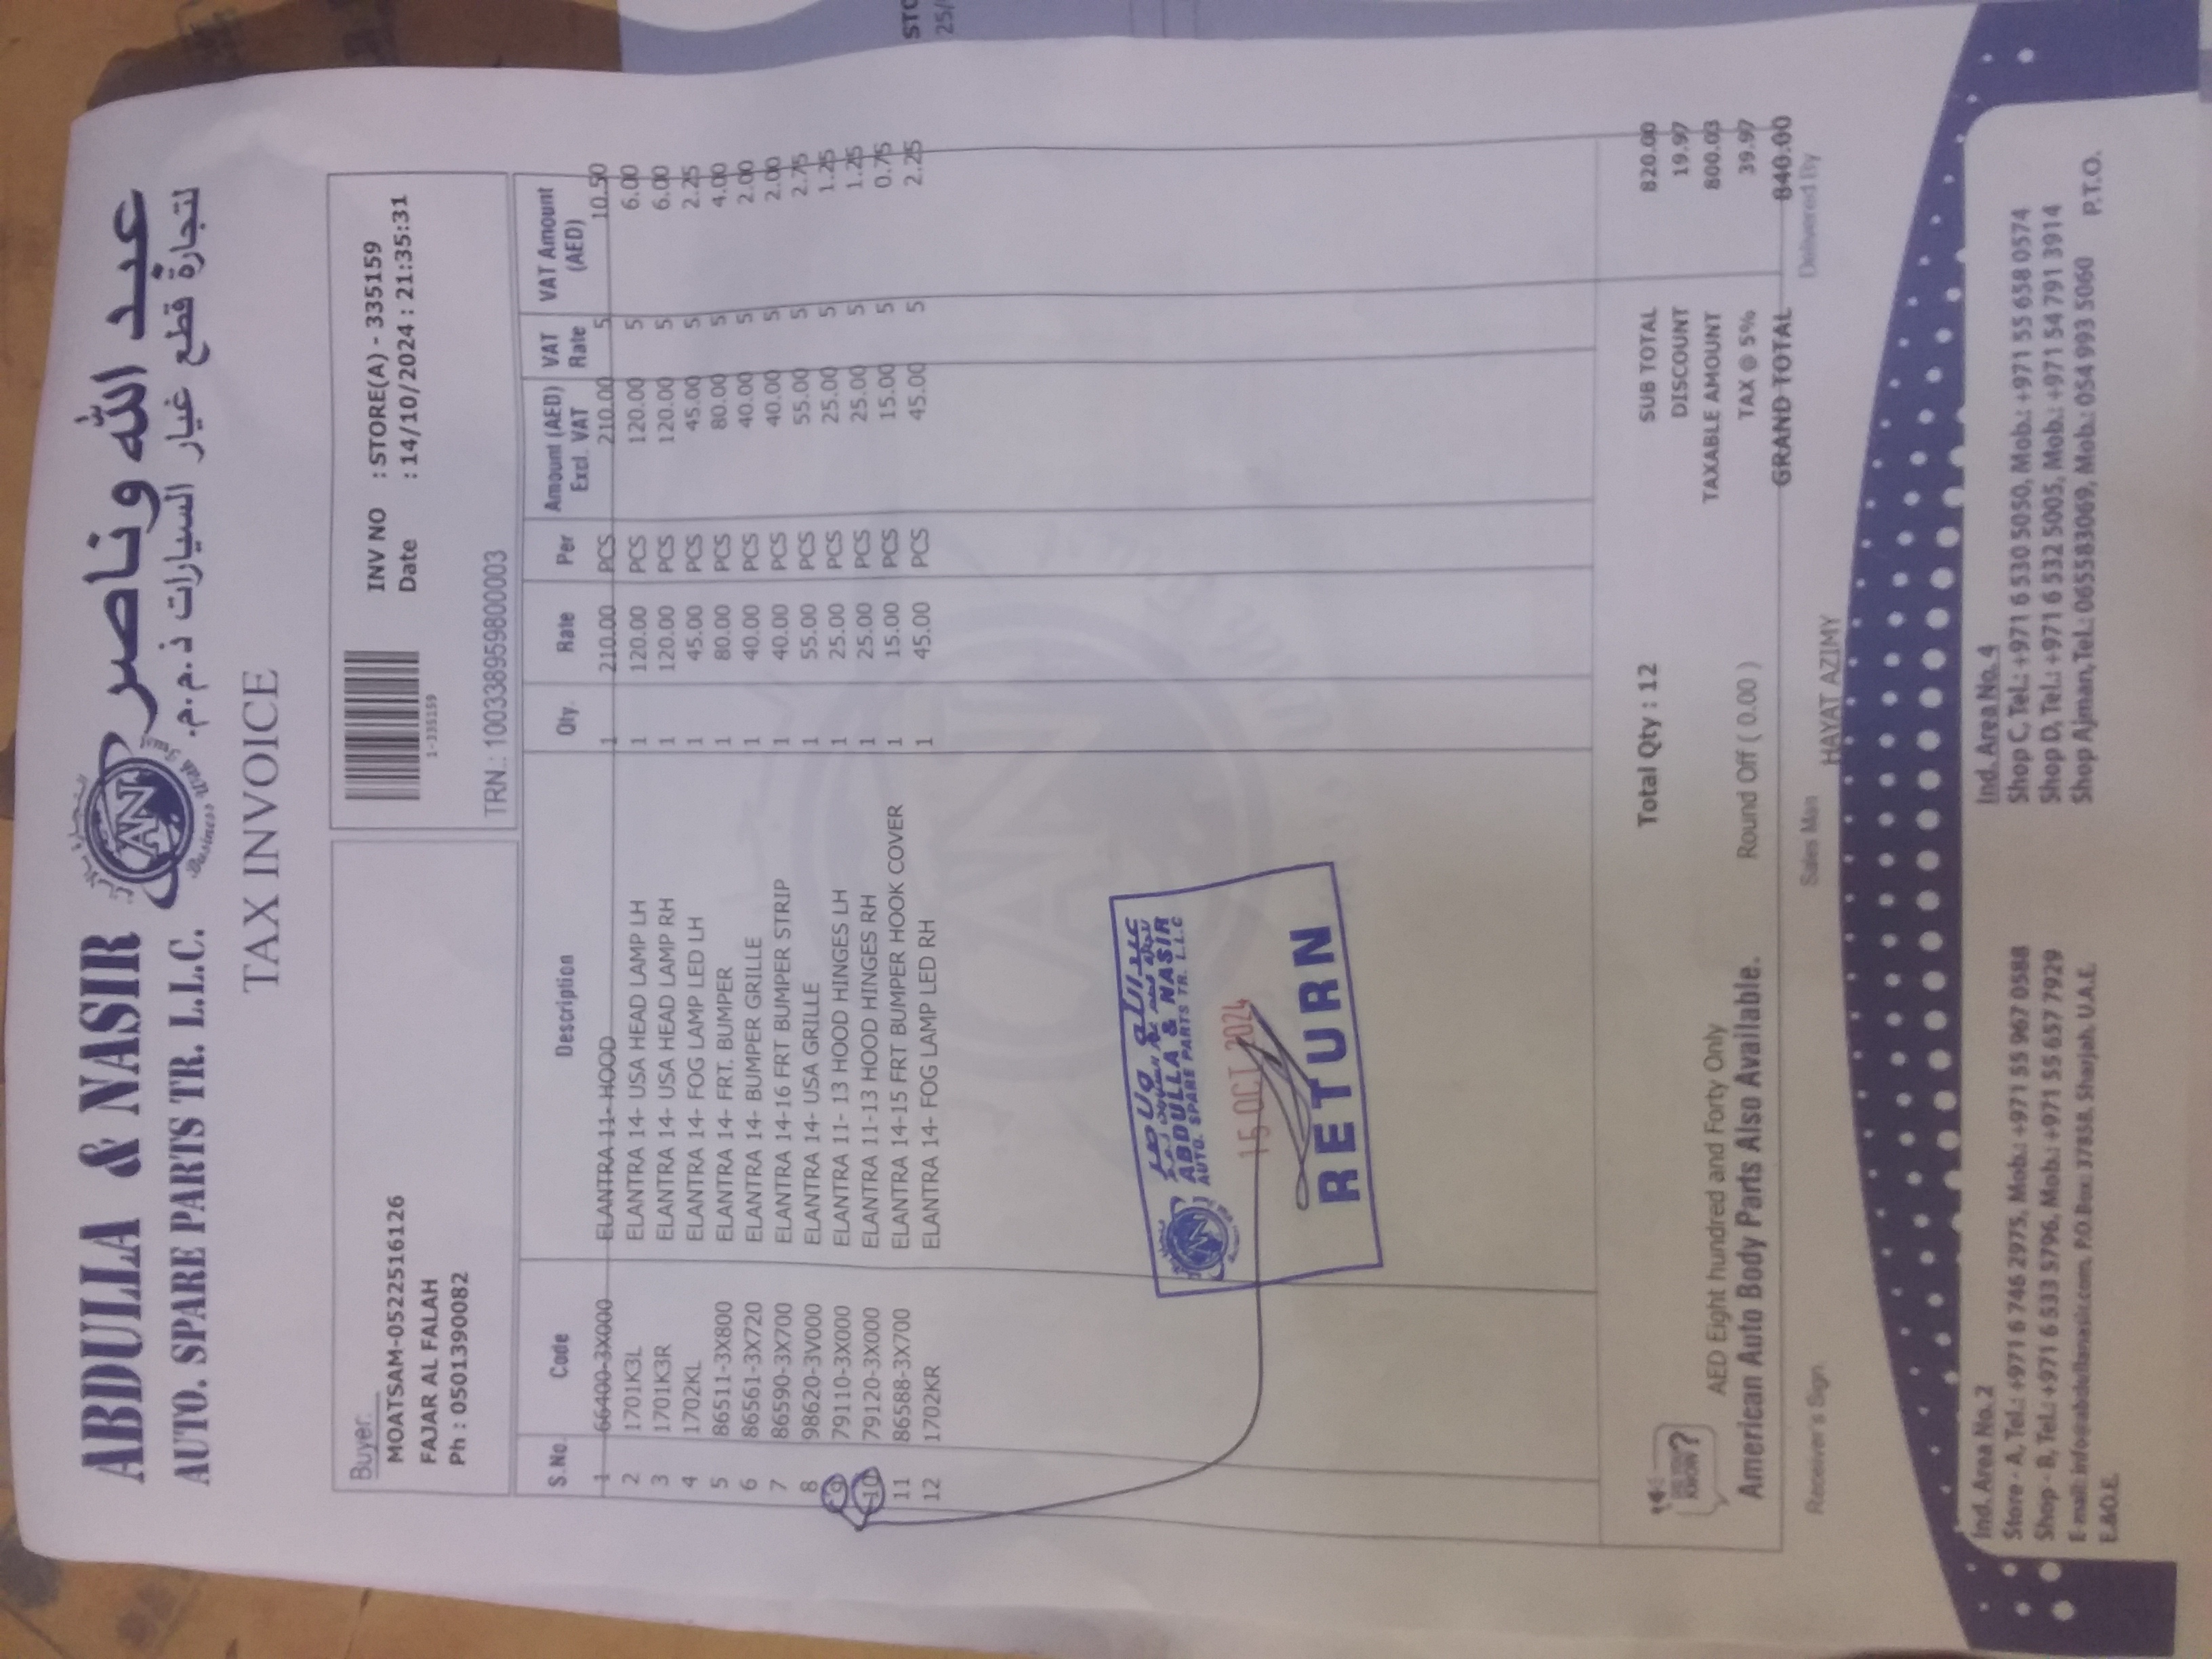 عبد الله وناصر
لتجارة قطع غيار السيارات ذ.م.م.
ABDULLA & NASIR
AUTO. SPARE PARTS TR. L.L.C.
AN
TAX INVOICE
Buyer:
MOATSAM-0522516126
FAJAR AL FALAH
Ph : 0501390082
1-335159
INV NO : STORE(A) - 335159
Date : 14/10/2024 : 21:35:31
TRN.: 100338959800003
S.No. Code Description Qty. Rate Per Amount (AED) Excl. VAT VAT Rate VAT Amount (AED)
1 66400-3X000 ELANTRA 11- HOOD 1 210.00 PCS 210.00 5 10.50
2 1701K3L ELANTRA 14- USA HEAD LAMP LH 1 120.00 PCS 120.00 5 6.00
3 1701K3R ELANTRA 14- USA HEAD LAMP RH 1 120.00 PCS 120.00 5 6.00
4 1702KL ELANTRA 14- FOG LAMP LED LH 1 45.00 PCS 45.00 5 2.25
5 86511-3X800 ELANTRA 14- FRT. BUMPER 1 80.00 PCS 80.00 5 4.00
6 86561-3X720 ELANTRA 14- BUMPER GRILLE 1 40.00 PCS 40.00 5 2.00
7 86590-3X700 ELANTRA 14-16 FRT BUMPER STRIP 1 40.00 PCS 40.00 5 2.00
8 98620-3V000 ELANTRA 14- USA GRILLE 1 55.00 PCS 55.00 5 2.75
9 79110-3X000 ELANTRA 11- 13 HOOD HINGES LH 1 25.00 PCS 25.00 5 1.25
10 79120-3X000 ELANTRA 11-13 HOOD HINGES RH 1 25.00 PCS 25.00 5 1.25
11 86588-3X700 ELANTRA 14-15 FRT BUMPER HOOK COVER 1 15.00 PCS 15.00 5 0.75
12 1702KR ELANTRA 14- FOG LAMP LED RH 1 45.00 PCS 45.00 5 2.25
ABDULLA & NASIR
AUTO. SPARE PARTS TR. L.L.C
15 OCT 2024
RETURN
Total Qty : 12
SUB TOTAL 820.00
DISCOUNT 19.97
TAXABLE AMOUNT 800.03
TAX @ 5% 39.97
GRAND TOTAL 840.00
AED Eight hundred and Forty Only
Round Off ( 0.00 )
American Auto Body Parts Also Available.
Receiver's Sign
Sales Man
HAYAT AZIMY
Delivered By
Ind. Area No. 2
Store - A, Tel.: +971 6 746 2975, Mob.: +971 55 967 0588
Shop - B, Tel.: +971 6 533 5796, Mob.: +971 55 657 7929
E-mail: info@abdullanasir.com, P.O.Box: 37858, Sharjah, U.A.E.
E.&O.E.
Ind. Area No. 4
Shop C, Tel.: +971 6 530 5050, Mob.: +971 55 658 0574
Shop D, Tel.: +971 6 532 5005, Mob.: +971 54 791 3914
Shop Ajman, Tel.: 065583069, Mob.: 054 993 5060
P.T.O.